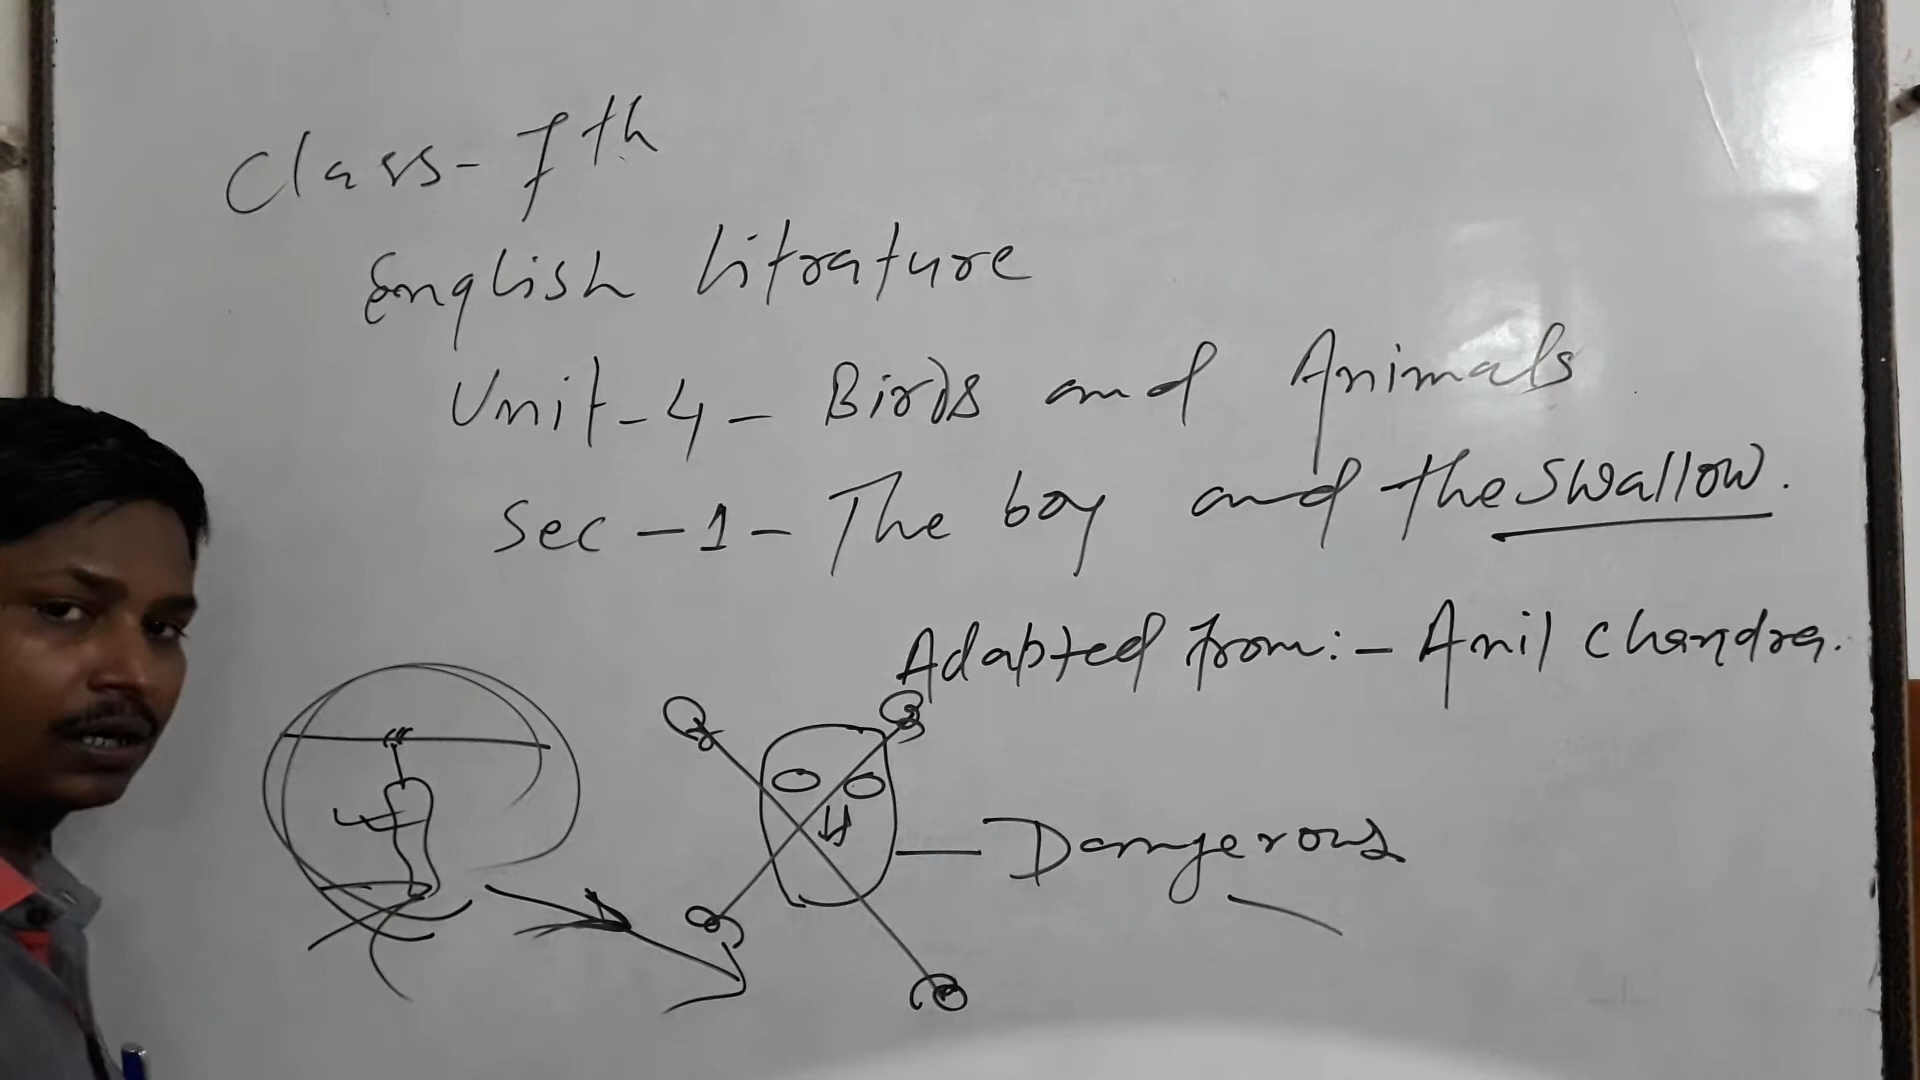 Class-7th
English litrature
Unit-4- Birds and Animals
Sec-1- The boy and the Swallow.
Adapted from:- Anil Chandra.
Dangerous